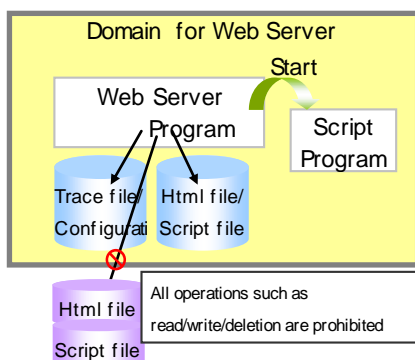 Domain for Web Server
Start
Web Server
Program
Script
Program
Trace file/
Configurati
Html file/
Script file
Html file
Script file
All operations such as
read/write/deletion are prohibited